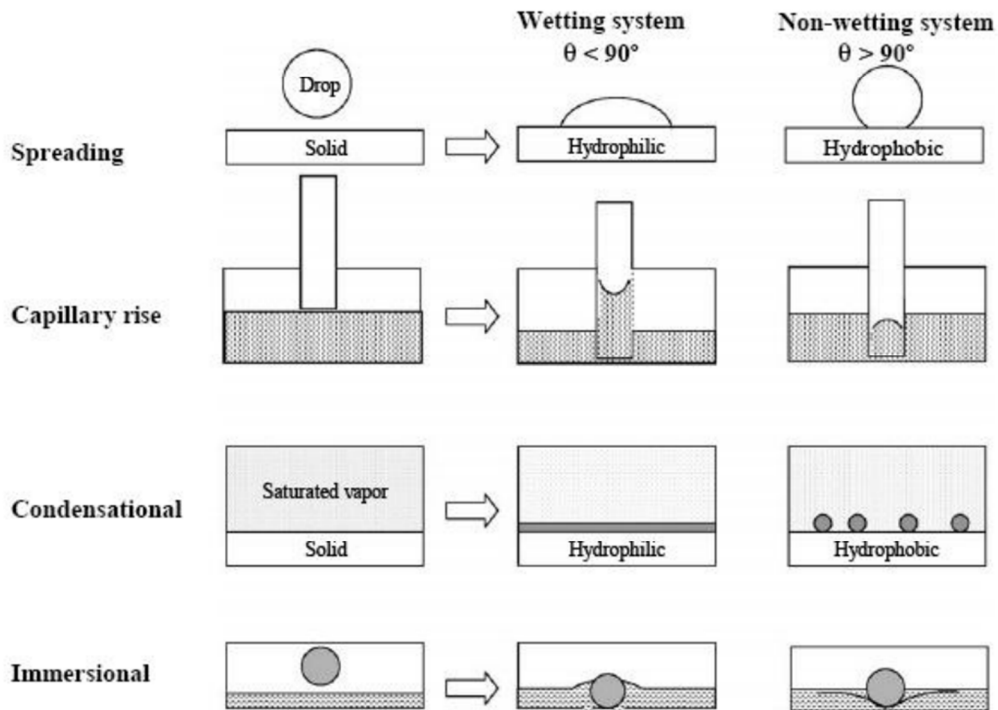 Wetting system
θ < 90°
Non-wetting system
θ > 90°
Spreading
Drop
Solid
Hydrophilic
Hydrophobic
Capillary rise
Condensational
Saturated vapor
Solid
Hydrophilic
Hydrophobic
Immersional